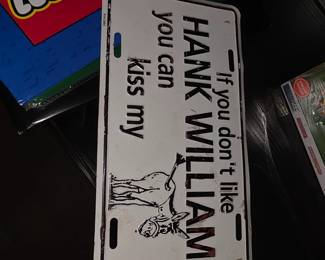 If you don't like
HANK WILLIAM
you can
kiss my